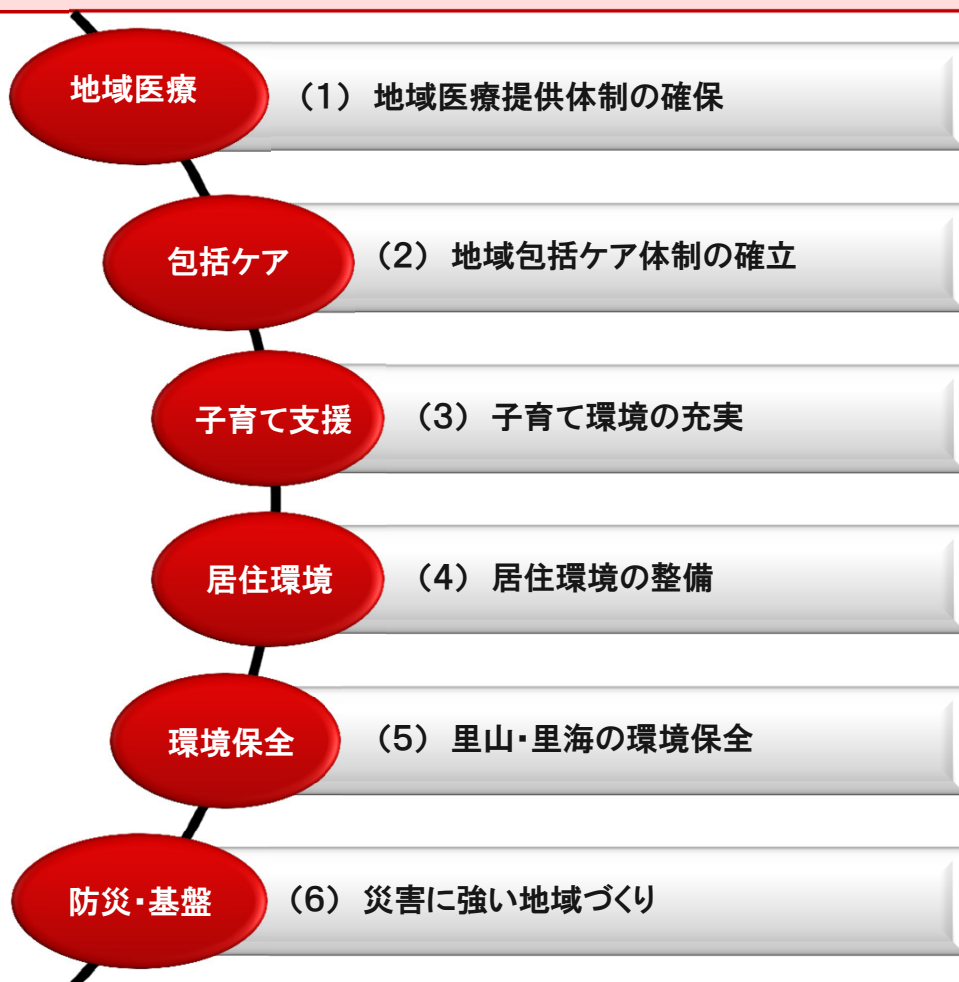 地域医療
（1） 地域医療提供体制の確保
包括ケア
（2） 地域包括ケア体制の確立
子育て支援
（3） 子育て環境の充実
居住環境
（4） 居住環境の整備
環境保全
（5） 里山・里海の環境保全
防災・基盤
（6） 災害に強い地域づくり